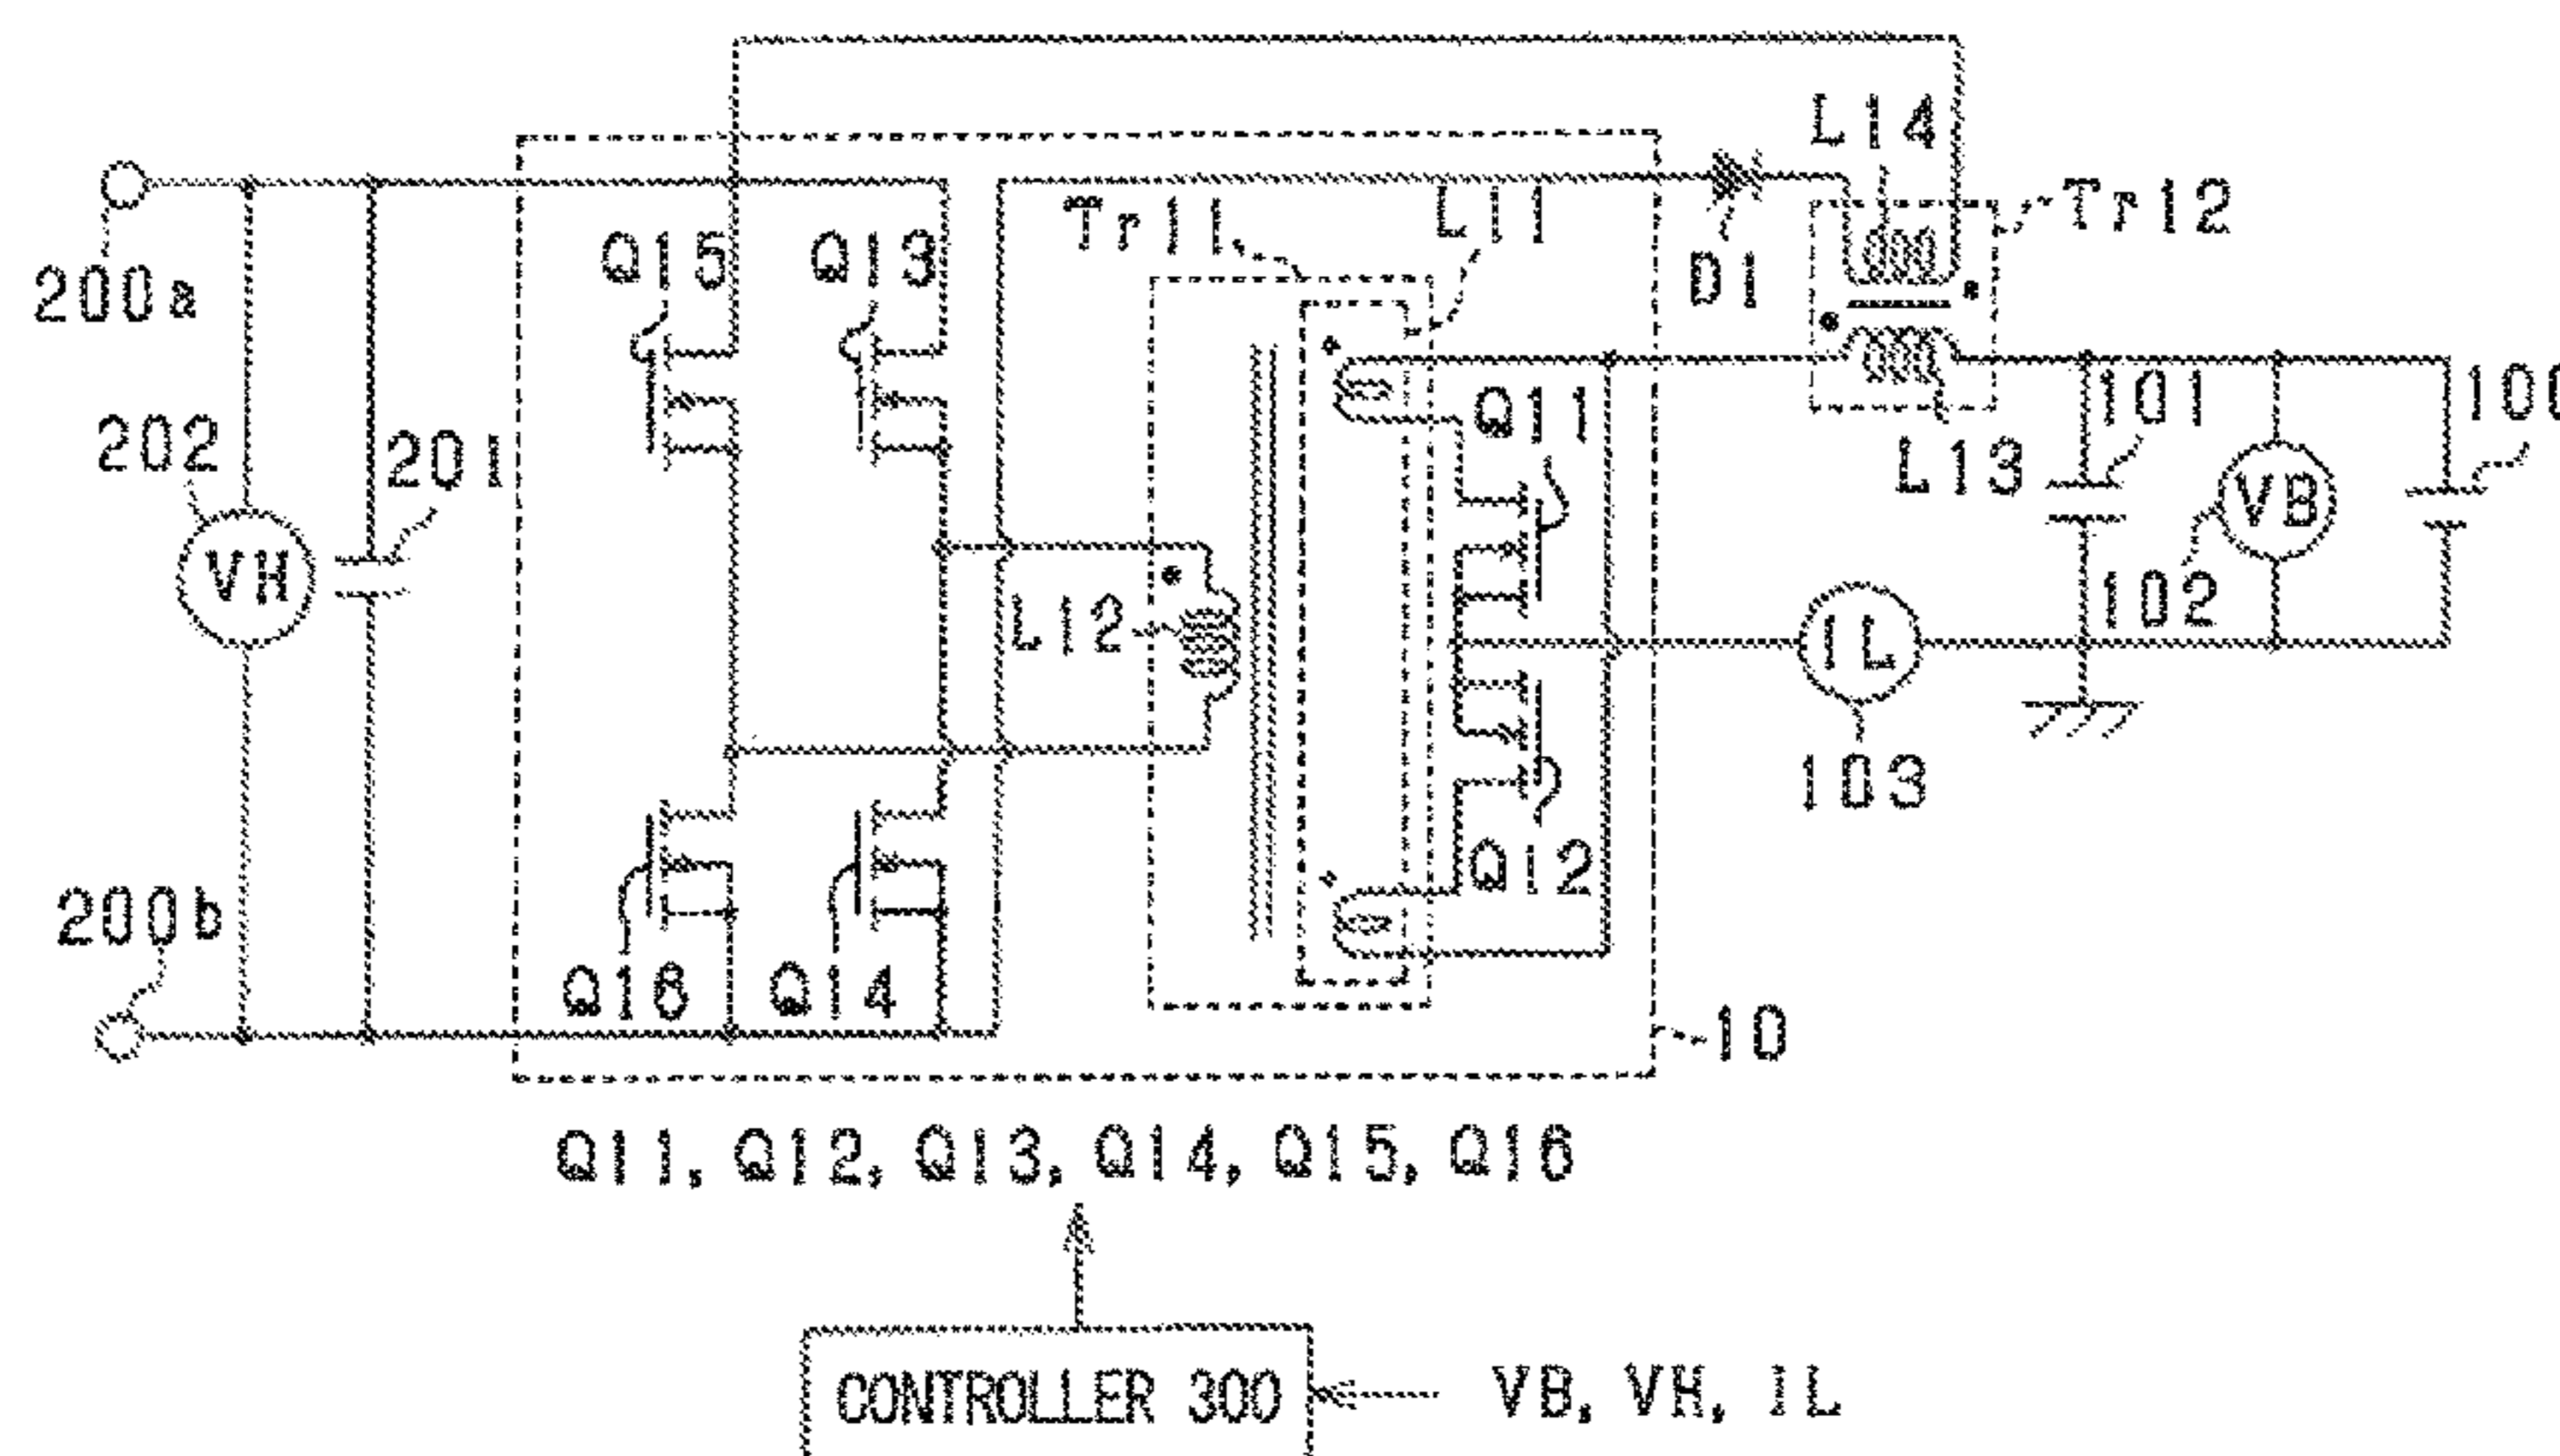 L14
Tr12
Tr11
L11
Q15
Q13
D1
200a
202
201
Q11
101
100
VH
L13
VB
L12
102
IL
103
Q12
200b
Q16
Q14
10
Q11, Q12, Q13, Q14, Q15, Q16
CONTROLLER 300
VB, VH, IL